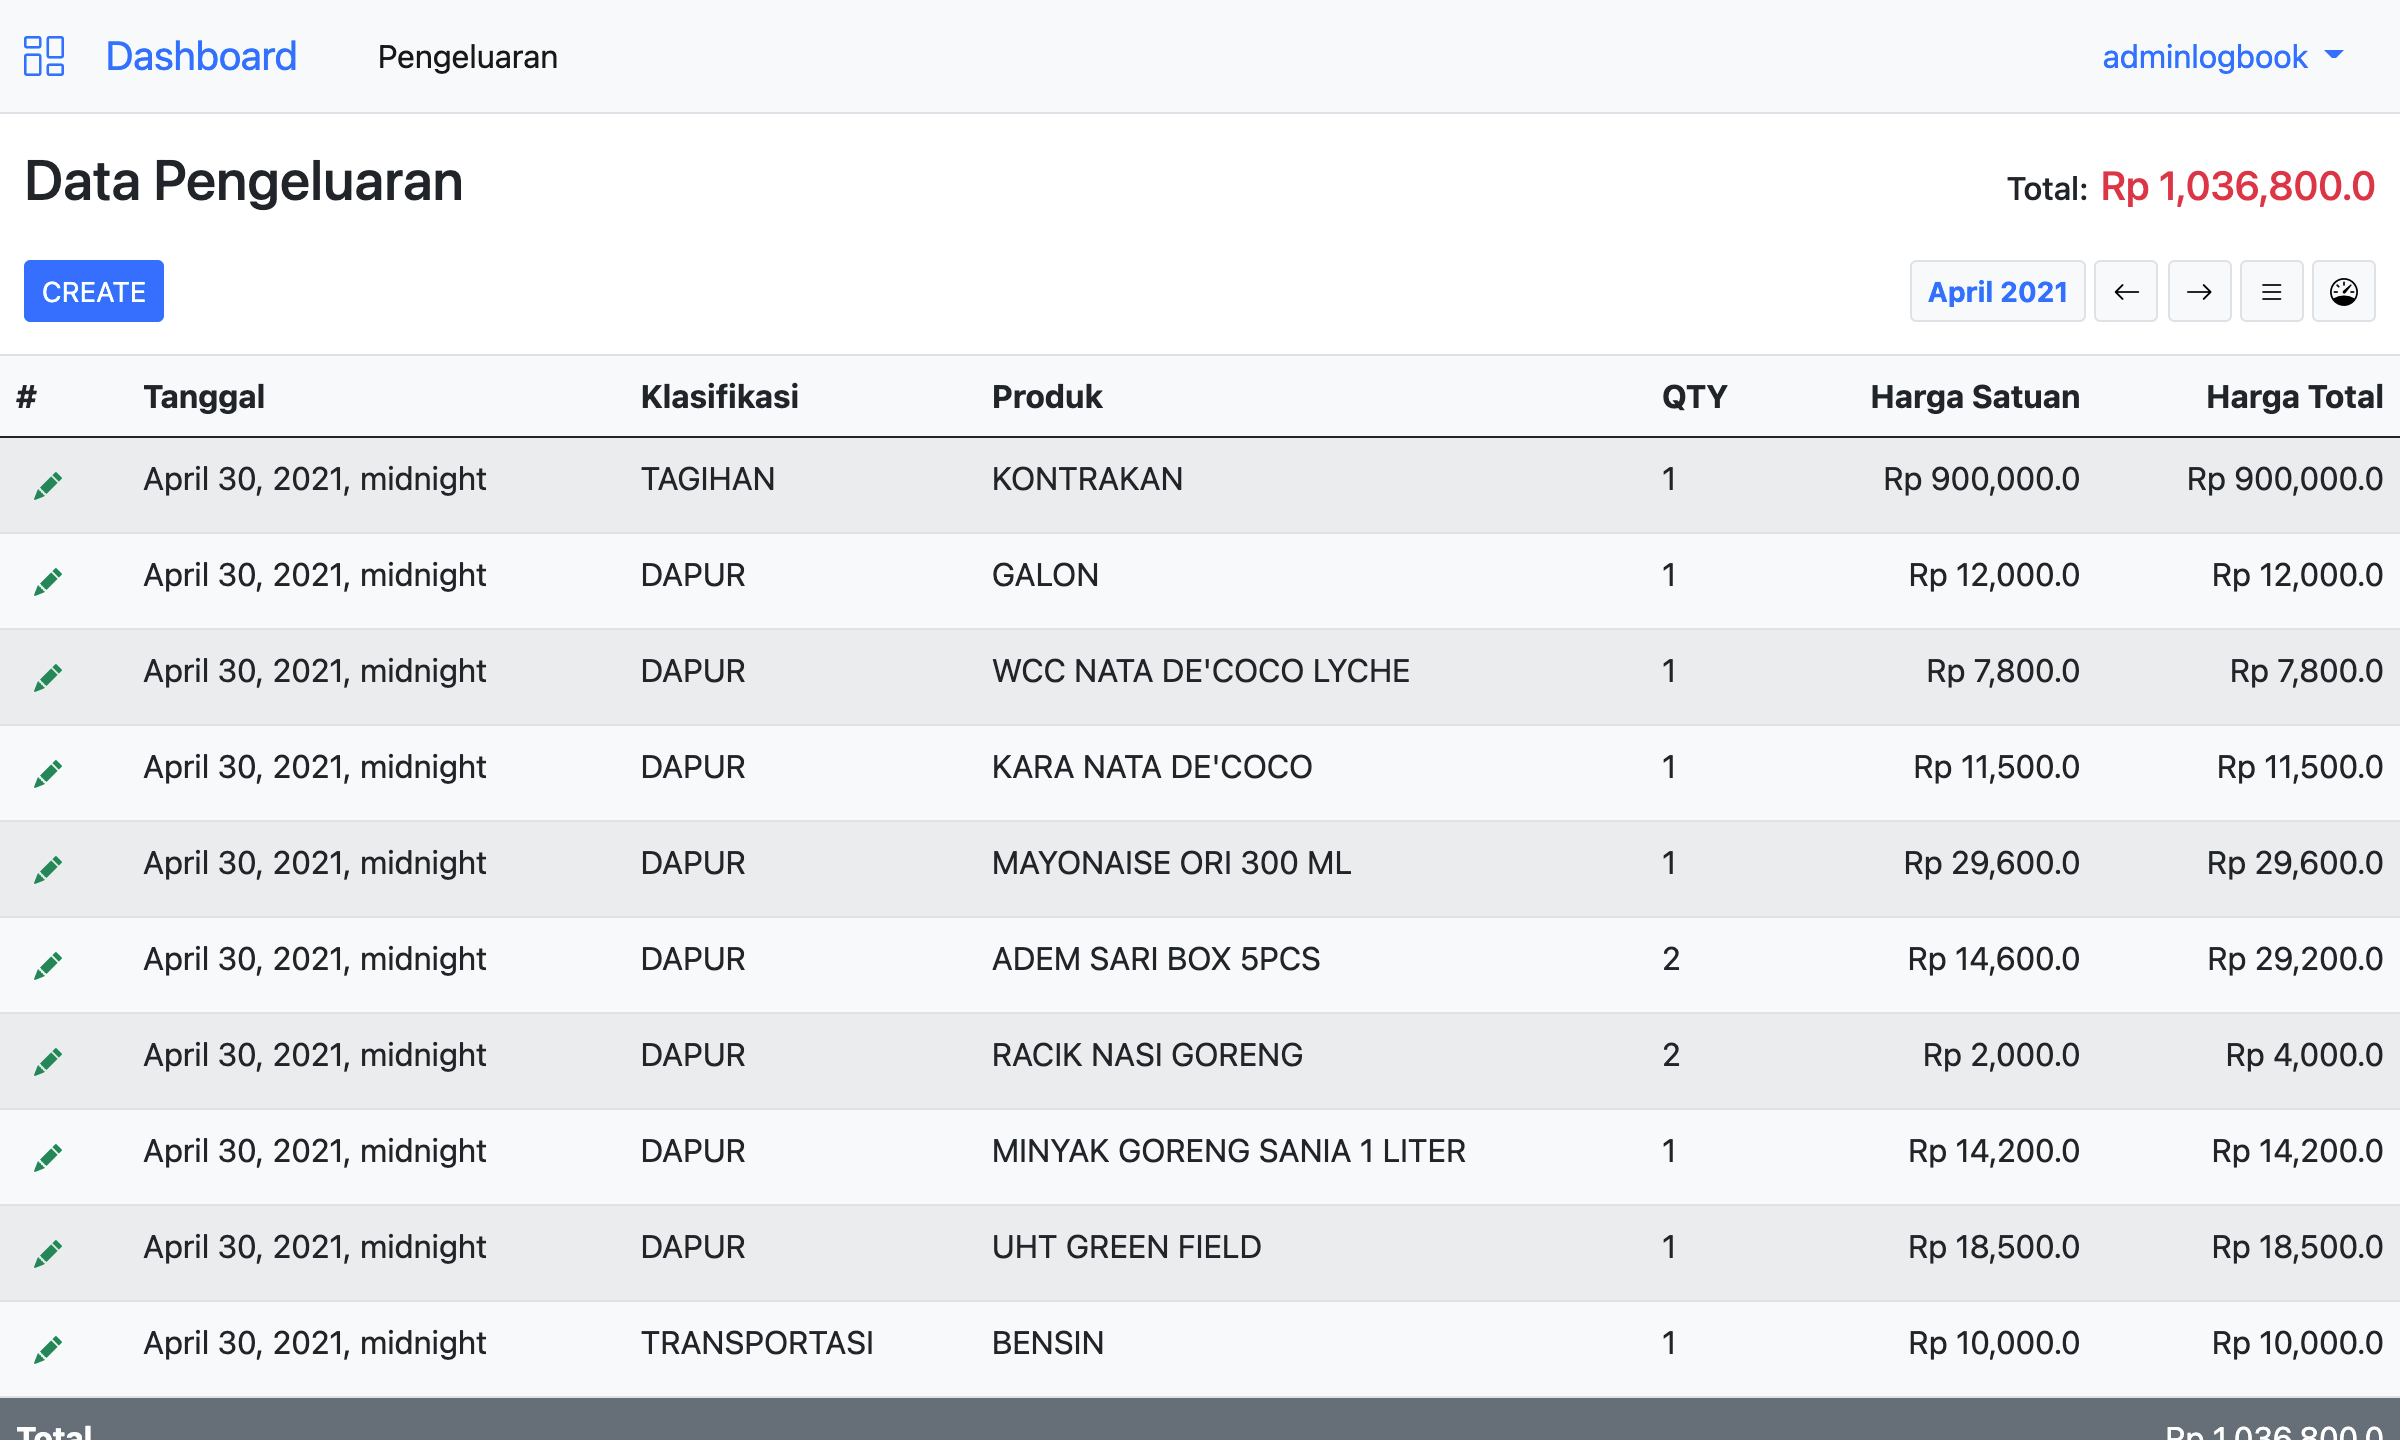 Dashboard Pengeluaran adminlogbook
Data Pengeluaran Total: Rp 1,036,800.0
CREATE April 2021
# Tanggal Klasifikasi Produk QTY Harga Satuan Harga Total
April 30, 2021, midnight TAGIHAN KONTRAKAN 1 Rp 900,000.0 Rp 900,000.0
April 30, 2021, midnight DAPUR GALON 1 Rp 12,000.0 Rp 12,000.0
April 30, 2021, midnight DAPUR WCC NATA DE'COCO LYCHE 1 Rp 7,800.0 Rp 7,800.0
April 30, 2021, midnight DAPUR KARA NATA DE'COCO 1 Rp 11,500.0 Rp 11,500.0
April 30, 2021, midnight DAPUR MAYONAISE ORI 300 ML 1 Rp 29,600.0 Rp 29,600.0
April 30, 2021, midnight DAPUR ADEM SARI BOX 5PCS 2 Rp 14,600.0 Rp 29,200.0
April 30, 2021, midnight DAPUR RACIK NASI GORENG 2 Rp 2,000.0 Rp 4,000.0
April 30, 2021, midnight DAPUR MINYAK GORENG SANIA 1 LITER 1 Rp 14,200.0 Rp 14,200.0
April 30, 2021, midnight DAPUR UHT GREEN FIELD 1 Rp 18,500.0 Rp 18,500.0
April 30, 2021, midnight TRANSPORTASI BENSIN 1 Rp 10,000.0 Rp 10,000.0
Total Rp 1,036,800.0